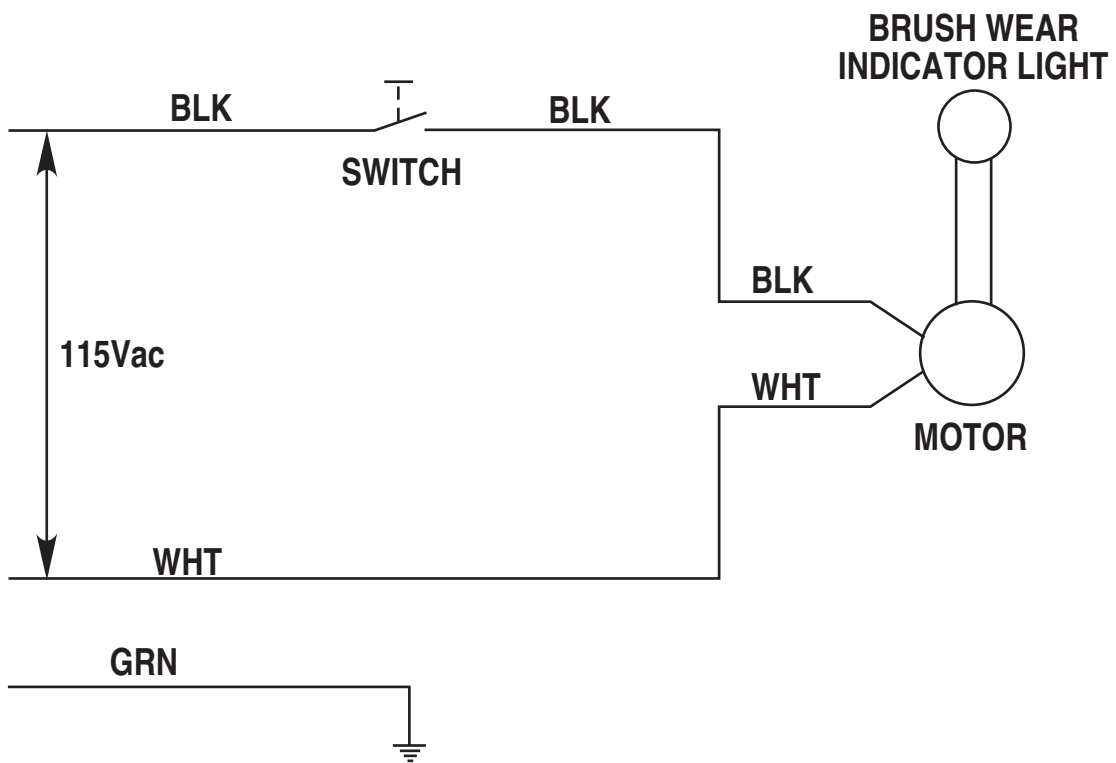 BRUSH WEAR
INDICATOR LIGHT
BLK
BLK
SWITCH
BLK
115Vac
WHT
MOTOR
WHT
GRN